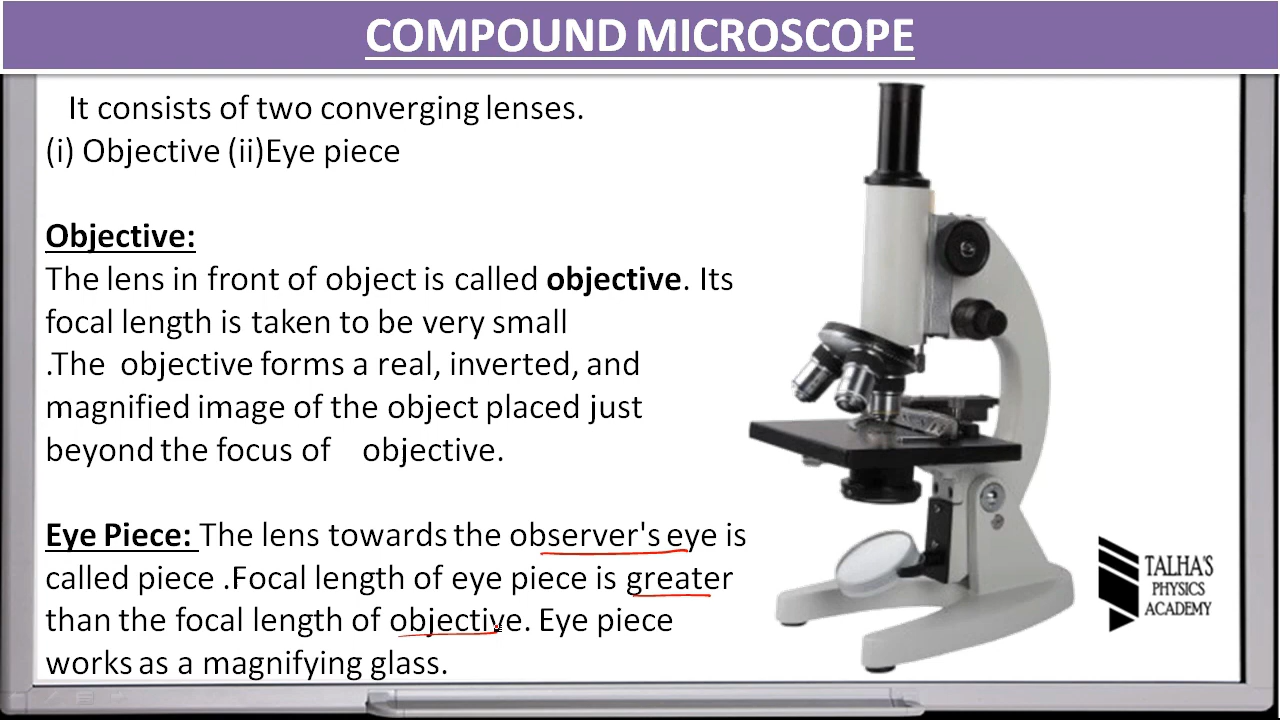 COMPOUND MICROSCOPE
It consists of two converging lenses.
(i) Objective (ii)Eye piece
Objective:
The lens in front of object is called objective. Its
focal length is taken to be very small
.The objective forms a real, inverted, and
magnified image of the object placed just
beyond the focus of objective.
Eye Piece: The lens towards the observer's eye is
called piece .Focal length of eye piece is greater
than the focal length of objective. Eye piece
works as a magnifying glass.
TALHA'S
PHYSICS
ACADEMY